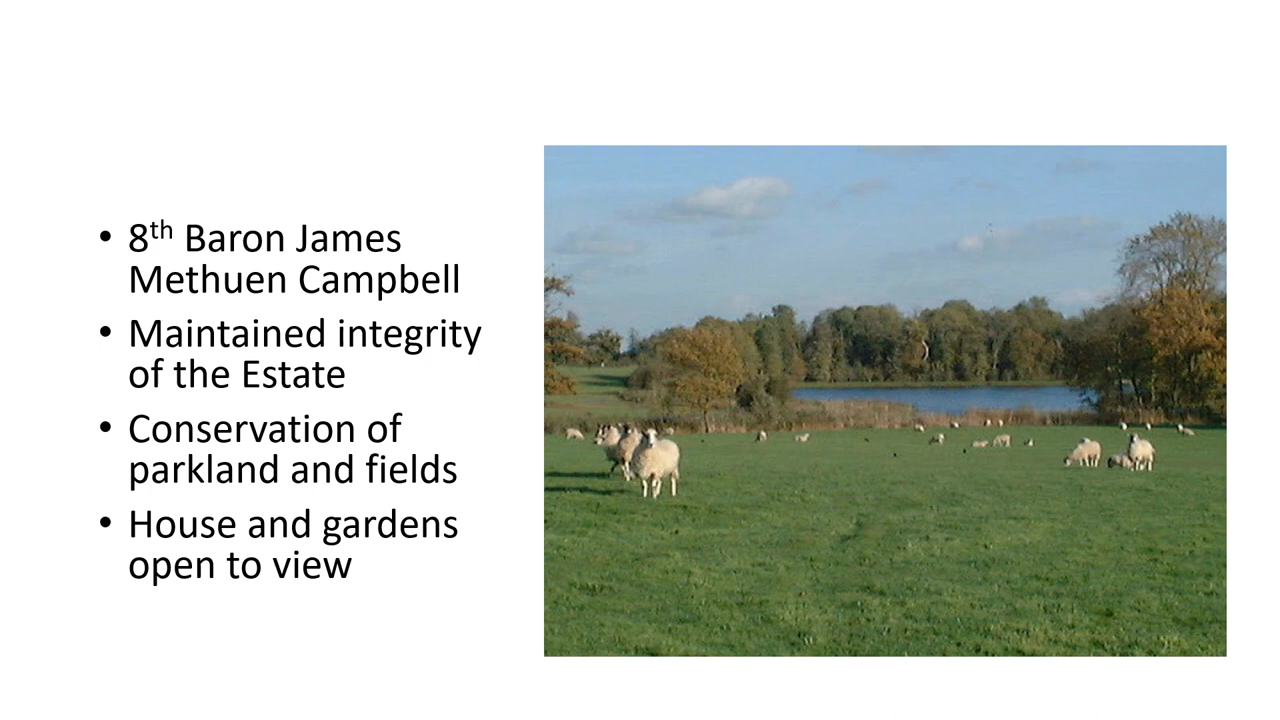 • 8th Baron James
Methuen Campbell
• Maintained integrity
of the Estate
• Conservation of
parkland and fields
• House and gardens
open to view